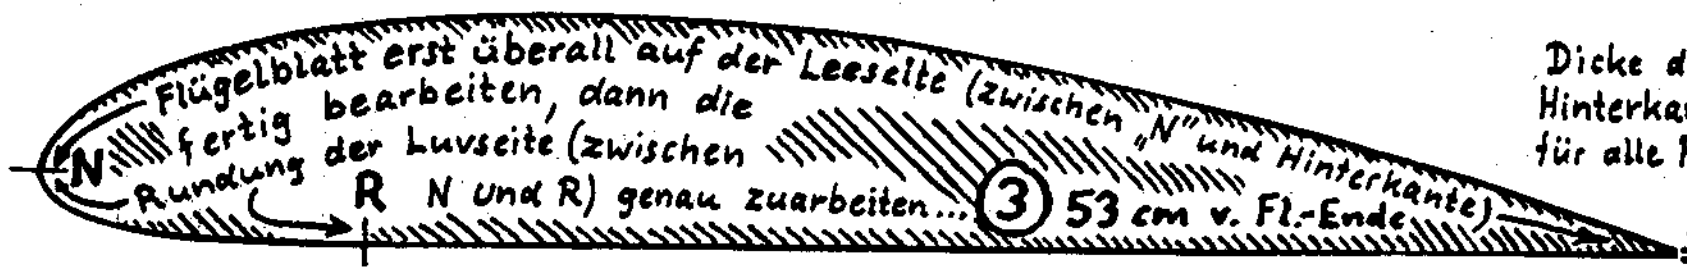 Flügelblatt erst überall auf der Leeseite (zwischen „N" und Hinterkante)
fertig bearbeiten, dann die
Rundung der Luvseite (zwischen
N und R) genau zuarbeiten...
N
R
3 53 cm v. Fl.-Ende
Dicke d
Hinterka
für alle